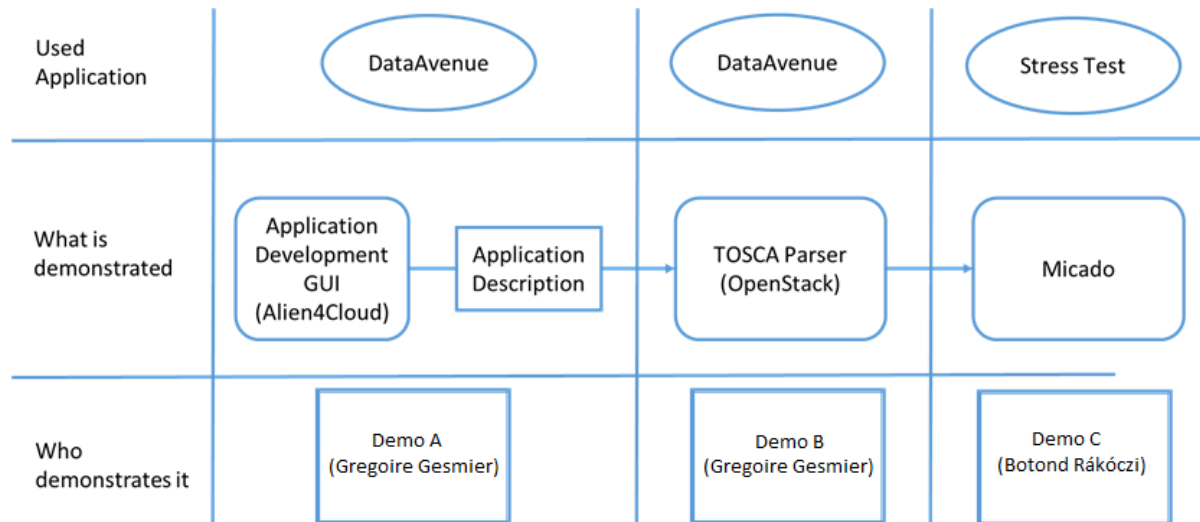 Used
Application
DataAvenue
DataAvenue
Stress Test
What is
demonstrated
Application
Development
GUI
(Alien4Cloud)
Application
Description
TOSCA Parser
(OpenStack)
Micado
Who
demonstrates it
Demo A
(Gregoire Gesmier)
Demo B
(Gregoire Gesmier)
Demo C
(Botond Rákóczi)